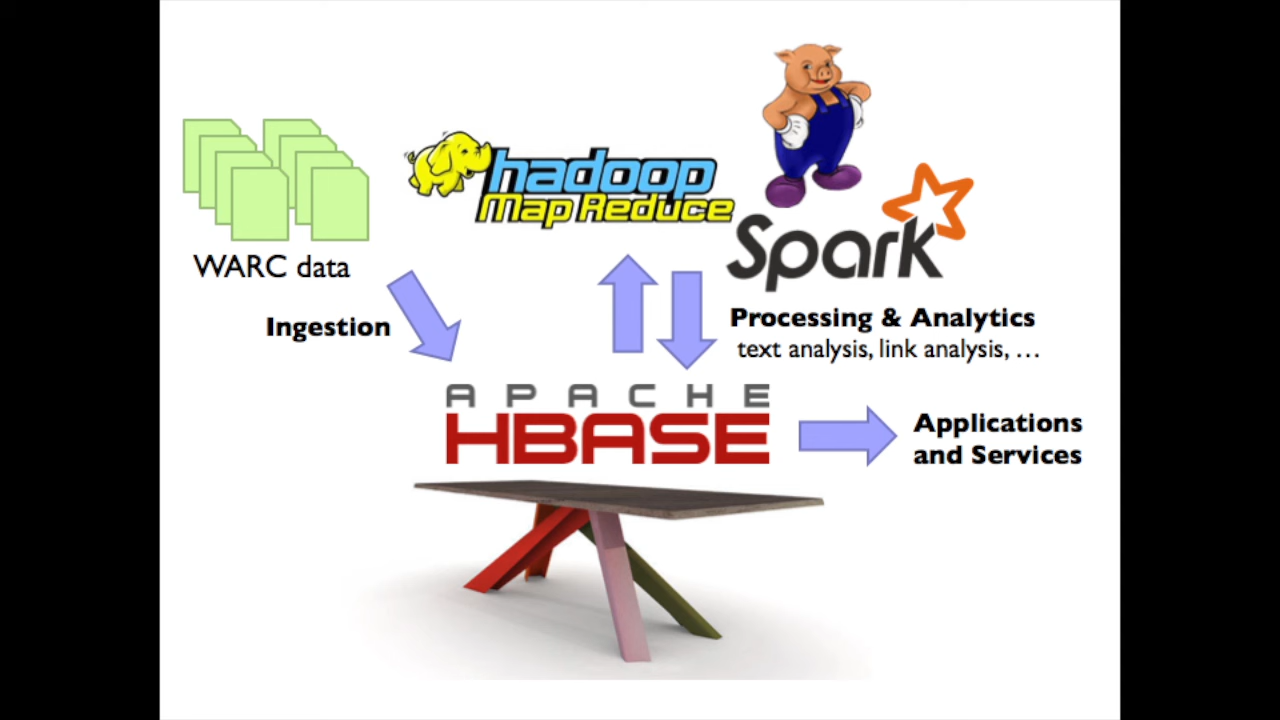 hadoop
Map Reduce
Spark
WARC data
Ingestion
Processing & Analytics
text analysis, link analysis, …
APACHE
HBASE
Applications
and Services